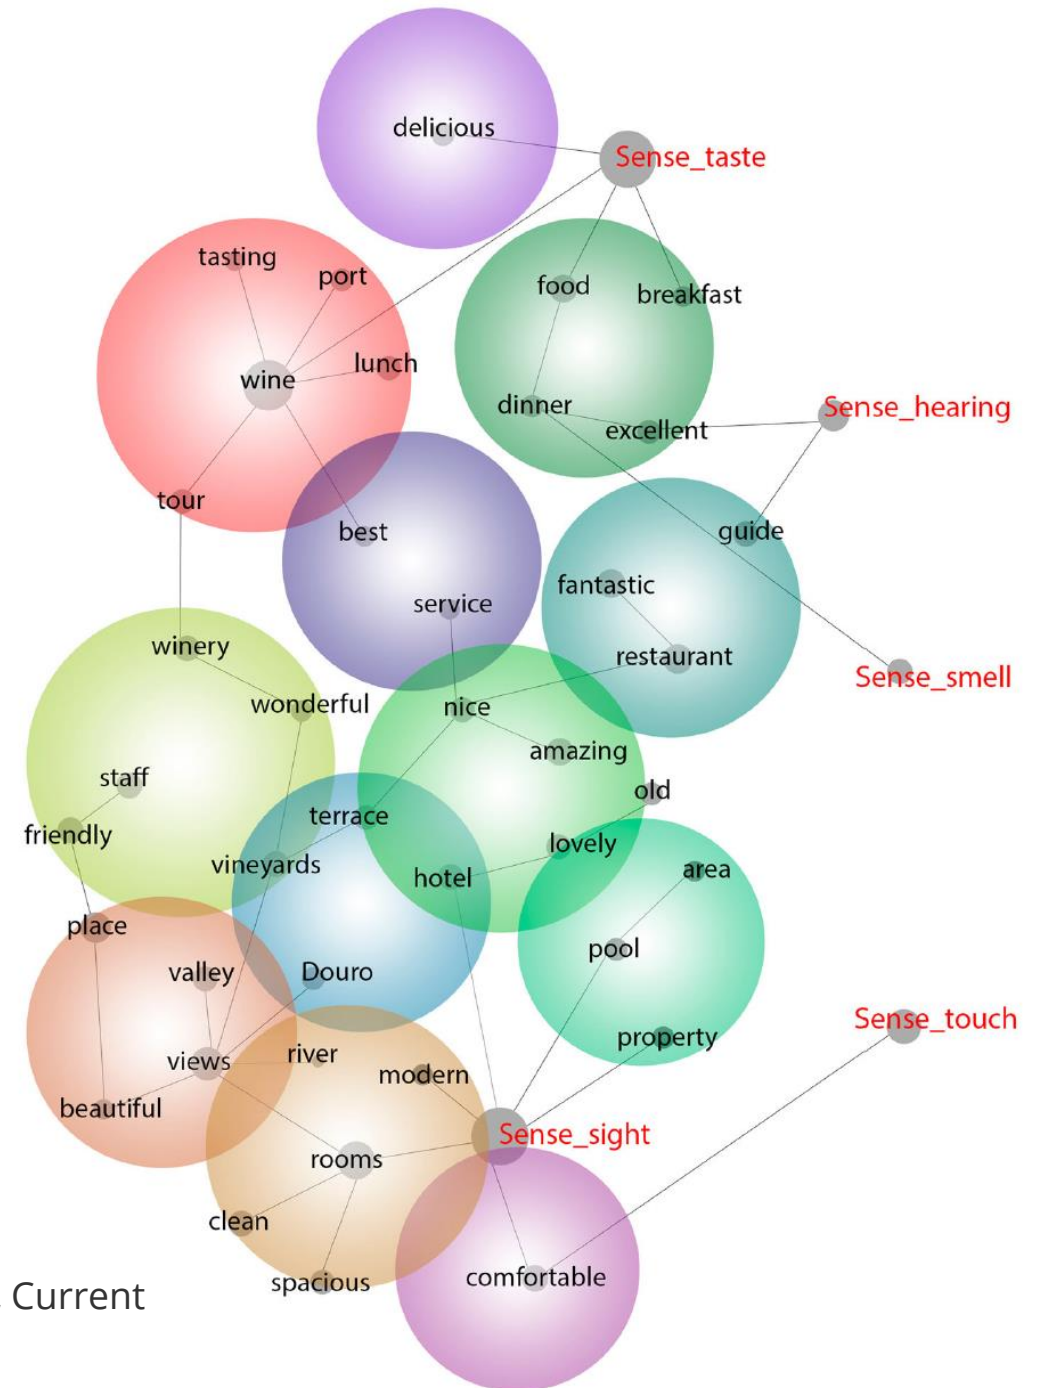 delicious
Sense_taste
tasting
port
food
breakfast
lunch
wine
dinner
Sense_hearing
excellent
tour
best
guide
fantastic
service
winery
restaurant
Sense_smell
wonderful
nice
amazing
staff
old
terrace
friendly
lovely
vineyards
area
hotel
place
pool
valley
Douro
Sense_touch
property
river
views
modern
beautiful
Sense_sight
rooms
clean
comfortable
spacious
Current